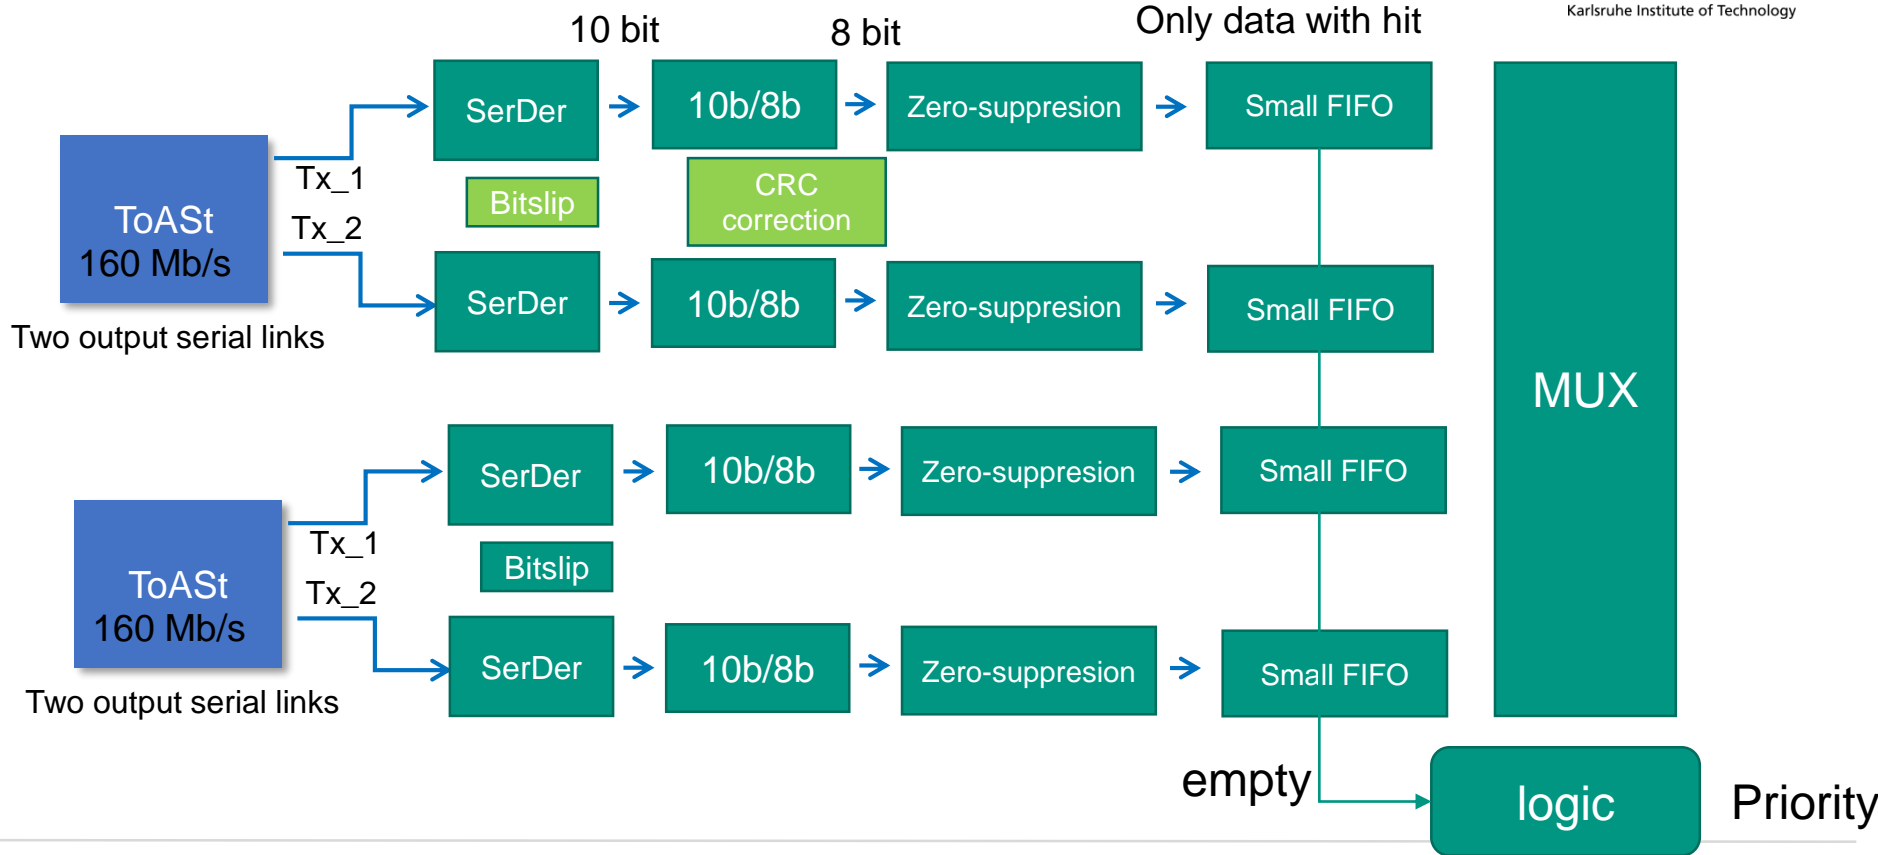 Karlsruhe Institute of Technology
10 bit
8 bit
Only data with hit
SerDer
10b/8b
Zero-suppresion
Small FIFO
Tx_1
Bitslip
CRC
correction
ToASt
160 Mb/s
Tx_2
SerDer
10b/8b
Zero-suppresion
Small FIFO
Two output serial links
MUX
SerDer
10b/8b
Zero-suppresion
Small FIFO
Tx_1
Bitslip
ToASt
160 Mb/s
Tx_2
SerDer
10b/8b
Zero-suppresion
Small FIFO
Two output serial links
empty
logic
Priority